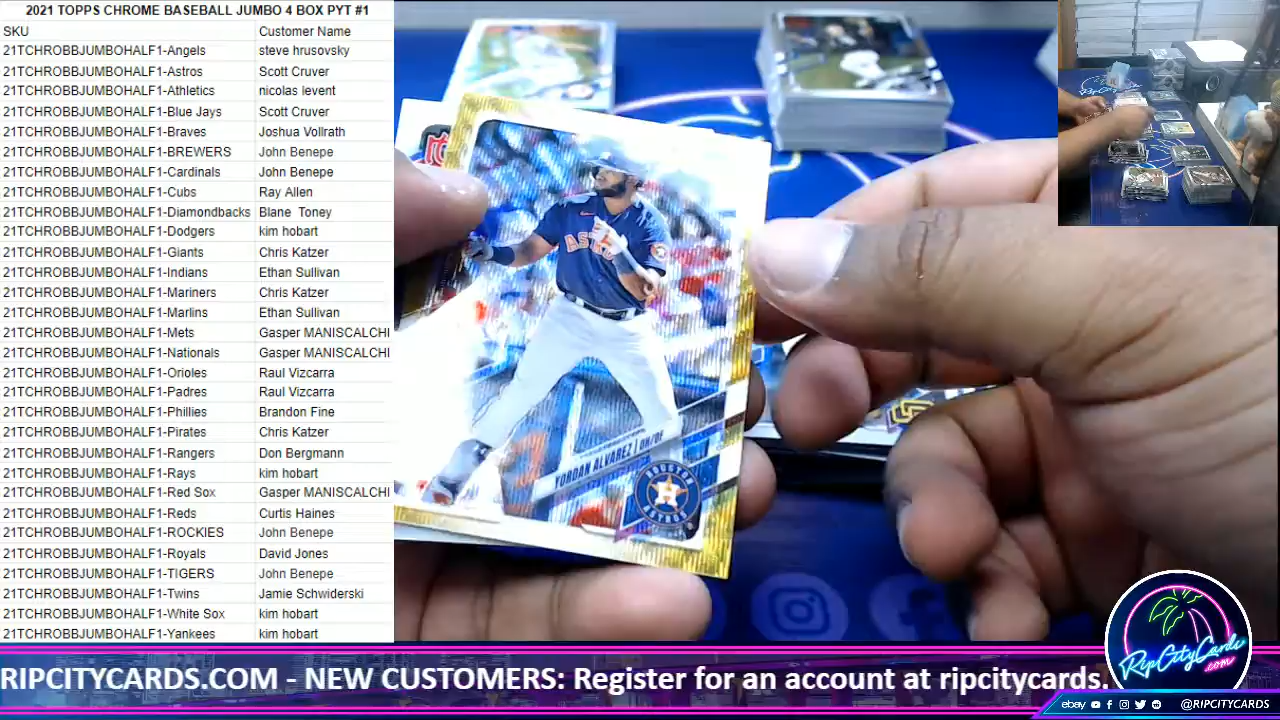 2021 TOPPS CHROME BASEBALL JUMBO 4 BOX PYT #1
SKU Customer Name
21TCHROBBJUMBOHALF1-Angels steve hrusovsky
21TCHROBBJUMBOHALF1-Astros Scott Cruver
21TCHROBBJUMBOHALF1-Athletics nicolas levent
21TCHROBBJUMBOHALF1-Blue Jays Scott Cruver
21TCHROBBJUMBOHALF1-Braves Joshua Vollrath
21TCHROBBJUMBOHALF1-BREWERS John Benepe
21TCHROBBJUMBOHALF1-Cardinals John Benepe
21TCHROBBJUMBOHALF1-Cubs Ray Allen
21TCHROBBJUMBOHALF1-Diamondbacks Blane Toney
21TCHROBBJUMBOHALF1-Dodgers kim hobart
21TCHROBBJUMBOHALF1-Giants Chris Katzer
21TCHROBBJUMBOHALF1-Indians Ethan Sullivan
21TCHROBBJUMBOHALF1-Mariners Chris Katzer
21TCHROBBJUMBOHALF1-Marlins Ethan Sullivan
21TCHROBBJUMBOHALF1-Mets Gasper MANISCALCHI
21TCHROBBJUMBOHALF1-Nationals Gasper MANISCALCHI
21TCHROBBJUMBOHALF1-Orioles Raul Vizcarra
21TCHROBBJUMBOHALF1-Padres Raul Vizcarra
21TCHROBBJUMBOHALF1-Phillies Brandon Fine
21TCHROBBJUMBOHALF1-Pirates Chris Katzer
21TCHROBBJUMBOHALF1-Rangers Don Bergmann
21TCHROBBJUMBOHALF1-Rays kim hobart
21TCHROBBJUMBOHALF1-Red Sox Gasper MANISCALCHI
21TCHROBBJUMBOHALF1-Reds Curtis Haines
21TCHROBBJUMBOHALF1-ROCKIES John Benepe
21TCHROBBJUMBOHALF1-Royals David Jones
21TCHROBBJUMBOHALF1-TIGERS John Benepe
21TCHROBBJUMBOHALF1-Twins Jamie Schwiderski
21TCHROBBJUMBOHALF1-White Sox kim hobart
21TCHROBBJUMBOHALF1-Yankees kim hobart
ASTROS
YORDAN ALVAREZ | DH/OF
HOUSTON
H
ASTROS
RipCityCards
.com
RIPCITYCARDS.COM - NEW CUSTOMERS: Register for an account at ripcitycards.
ebay @RIPCITYCARDS